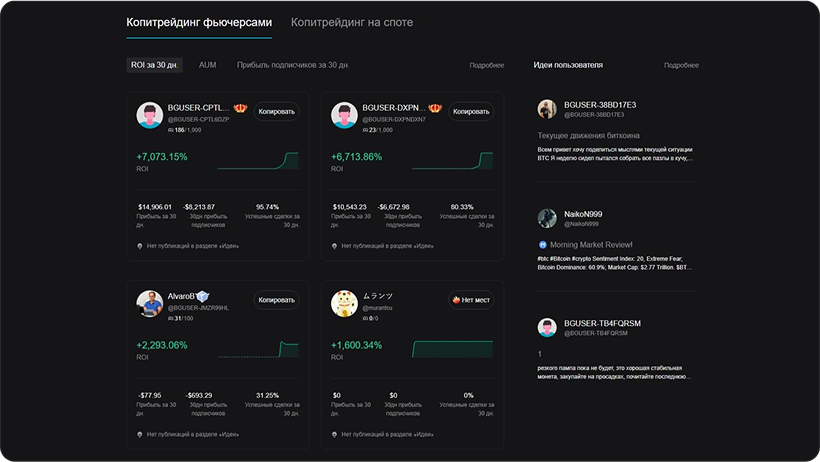 Копитрейдинг фьючерсами Копитрейдинг на споте
ROI за 30 дн. AUM Прибыль подписчиков за 30 дн. Подробнее
BGUSER-CPTL... Копировать
@BGUSER-CPTL6DZP
186/1,000
+7,073.15%
ROI
$14,906.01 -$8,213.87 95.74%
Прибыль за 30 дн. 30дн прибыль подписчиков Успешные сделки за 30 дн.
Нет публикаций в разделе «Идеи»
BGUSER-DXPN... Копировать
@BGUSER-DXPNDXN7
23/1,000
+6,713.86%
ROI
$10,543.23 -$6,672.98 80.33%
Прибыль за 30 дн. 30дн прибыль подписчиков Успешные сделки за 30 дн.
Нет публикаций в разделе «Идеи»
AlvaroB Копировать
@BGUSER-JMZR99HL
31/100
+2,293.06%
ROI
-$77.95 -$693.29 31.25%
Прибыль за 30 дн. 30дн прибыль подписчиков Успешные сделки за 30 дн.
Нет публикаций в разделе «Идеи»
ムランツ Нет мест
@murantsu
0/0
+1,600.34%
ROI
$0 $0 0%
Прибыль за 30 дн. 30дн прибыль подписчиков Успешные сделки за 30 дн.
Нет публикаций в разделе «Идеи»
Идеи пользователя Подробнее
BGUSER-38BD17E3
@BGUSER-38BD17E3
Текущее движения биткоина
Всем привет хочу поделиться мыслями текущей ситуации
BTC Я неделю сидел пытался собрать все пазлы в кучу,...
NaikoN999
@NaikoN999
Morning Market Review!
#btc #Bitcoin #crypto Sentiment Index: 20, Extreme Fear;
Bitcoin Dominance: 60.9%; Market Cap: $2.77 Trillion. $BT...
BGUSER-TB4FQRSM
@BGUSER-TB4FQRSM
1
резкого пампа пока не будет, это хорошая стабильная
монета, закупайте на просадках, почитайте последнюю...